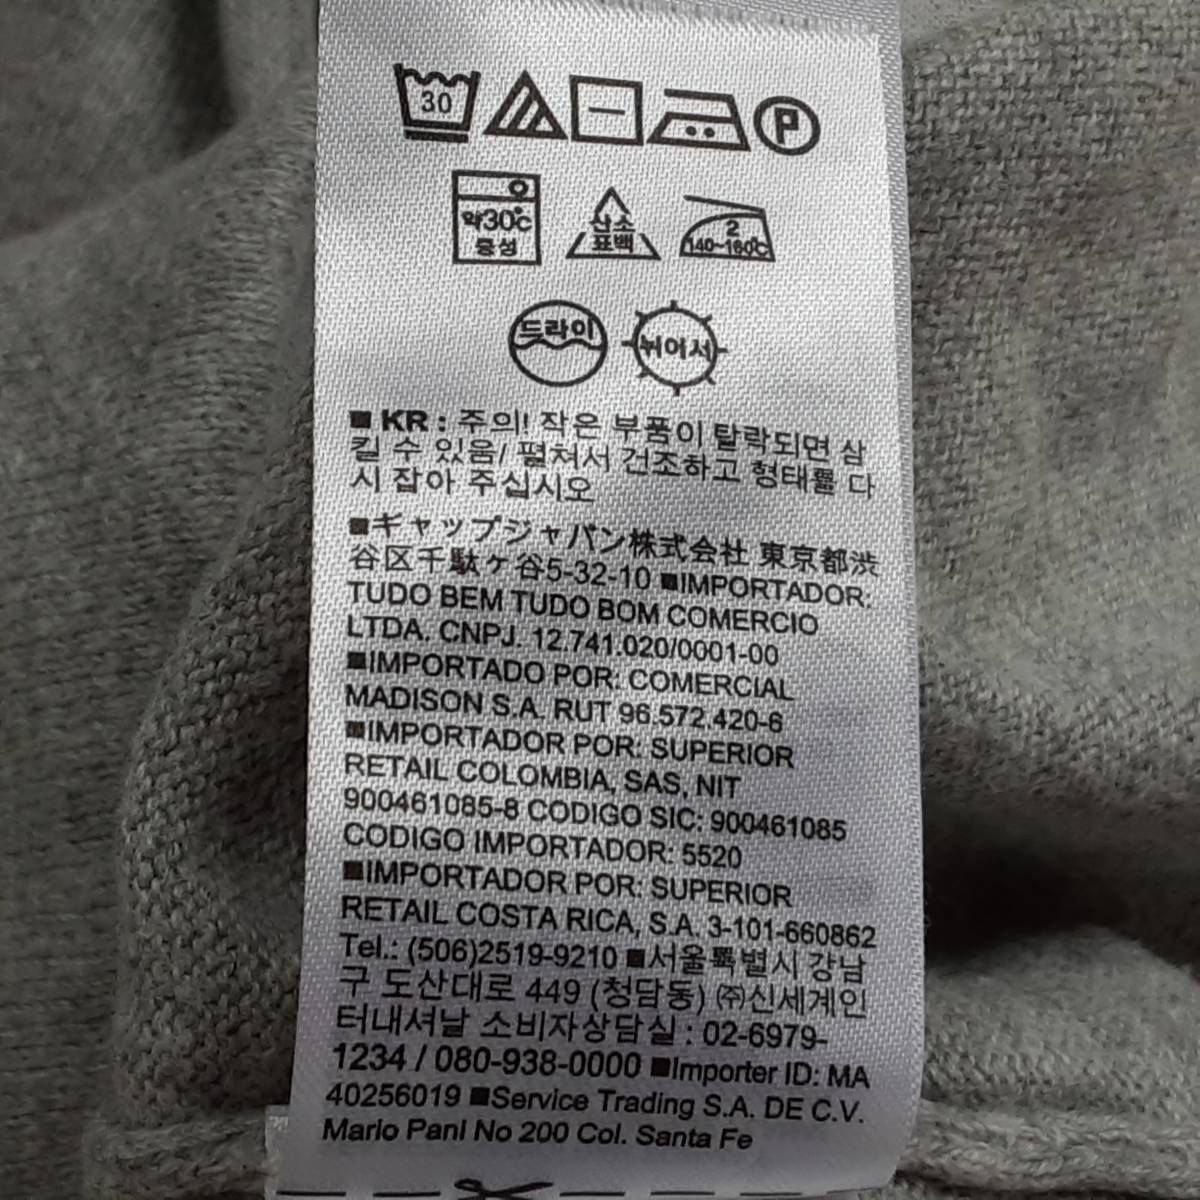 30
P
약30℃
중성
산소
표백
2
140~160℃
드라이
뉘어서
■ KR : 주의! 작은 부품이 탈락되면 삼
킬 수 있음/ 펼쳐서 건조하고 형태를 다
시 잡아 주십시오
■ギャップジャパン株式会社 東京都渋
谷区千駄ヶ谷5-32-10 ■IMPORTADOR:
TUDO BEM TUDO BOM COMERCIO
LTDA. CNPJ. 12.741.020/0001-00
■IMPORTADO POR: COMERCIAL
MADISON S.A. RUT 96.572.420-6
■IMPORTADOR POR: SUPERIOR
RETAIL COLOMBIA, SAS, NIT
900461085-8 CODIGO SIC: 900461085
CODIGO IMPORTADOR: 5520
■IMPORTADOR POR: SUPERIOR
RETAIL COSTA RICA, S.A. 3-101-660862
Tel.: (506)2519-9210 ■서울특별시 강남
구 도산대로 449 (청담동) ㈜신세계인
터내셔날 소비자상담실 : 02-6979-
1234 / 080-938-0000 ■Importer ID: MA
40256019 ■Service Trading S.A. DE C.V.
Mario Pani No 200 Col. Santa Fe